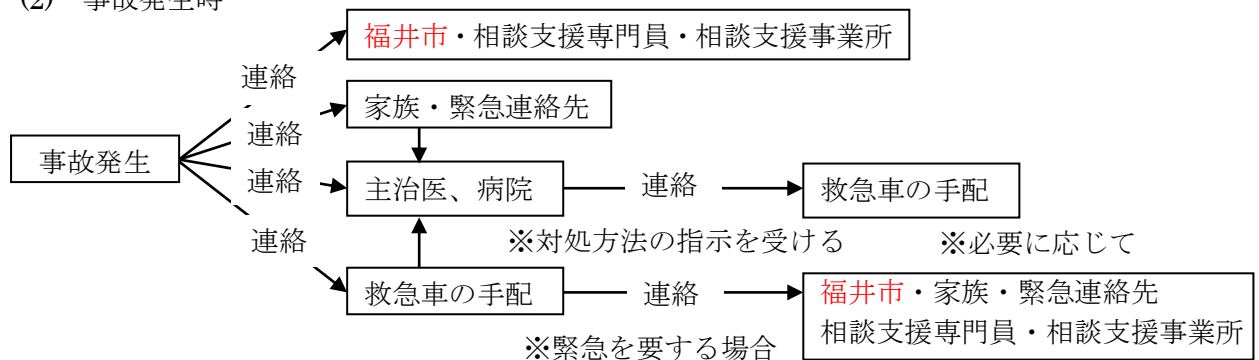 (2) 事故発生時
福井市・相談支援専門員・相談支援事業所
連絡
家族・緊急連絡先
連絡
事故発生
連絡
主治医、病院
連絡
救急車の手配
連絡
※対処方法の指示を受ける
※必要に応じて
救急車の手配
連絡
福井市・家族・緊急連絡先
相談支援専門員・相談支援事業所
※緊急を要する場合